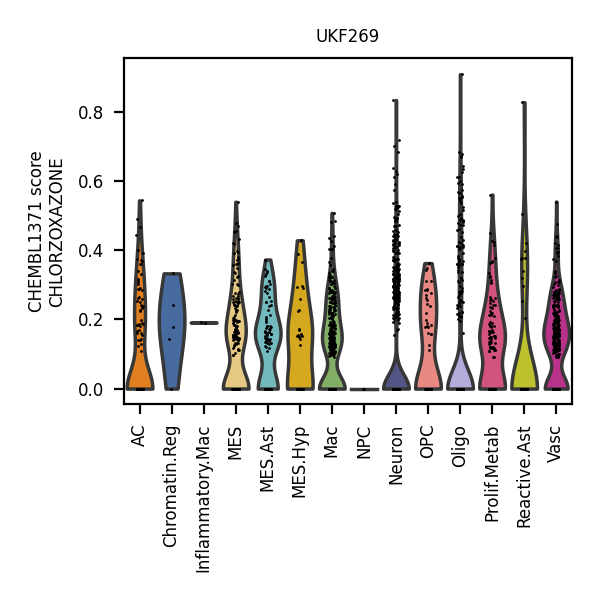 UKF269
CHEMBL1371 score
CHLORZOXAZONE
0.8
0.6
0.4
0.2
0.0
AC
Chromatin.Reg
Inflammatory.Mac
MES
MES.Ast
MES.Hyp
Mac
NPC
Neuron
OPC
Oligo
Prolif.Metab
Reactive.Ast
Vasc